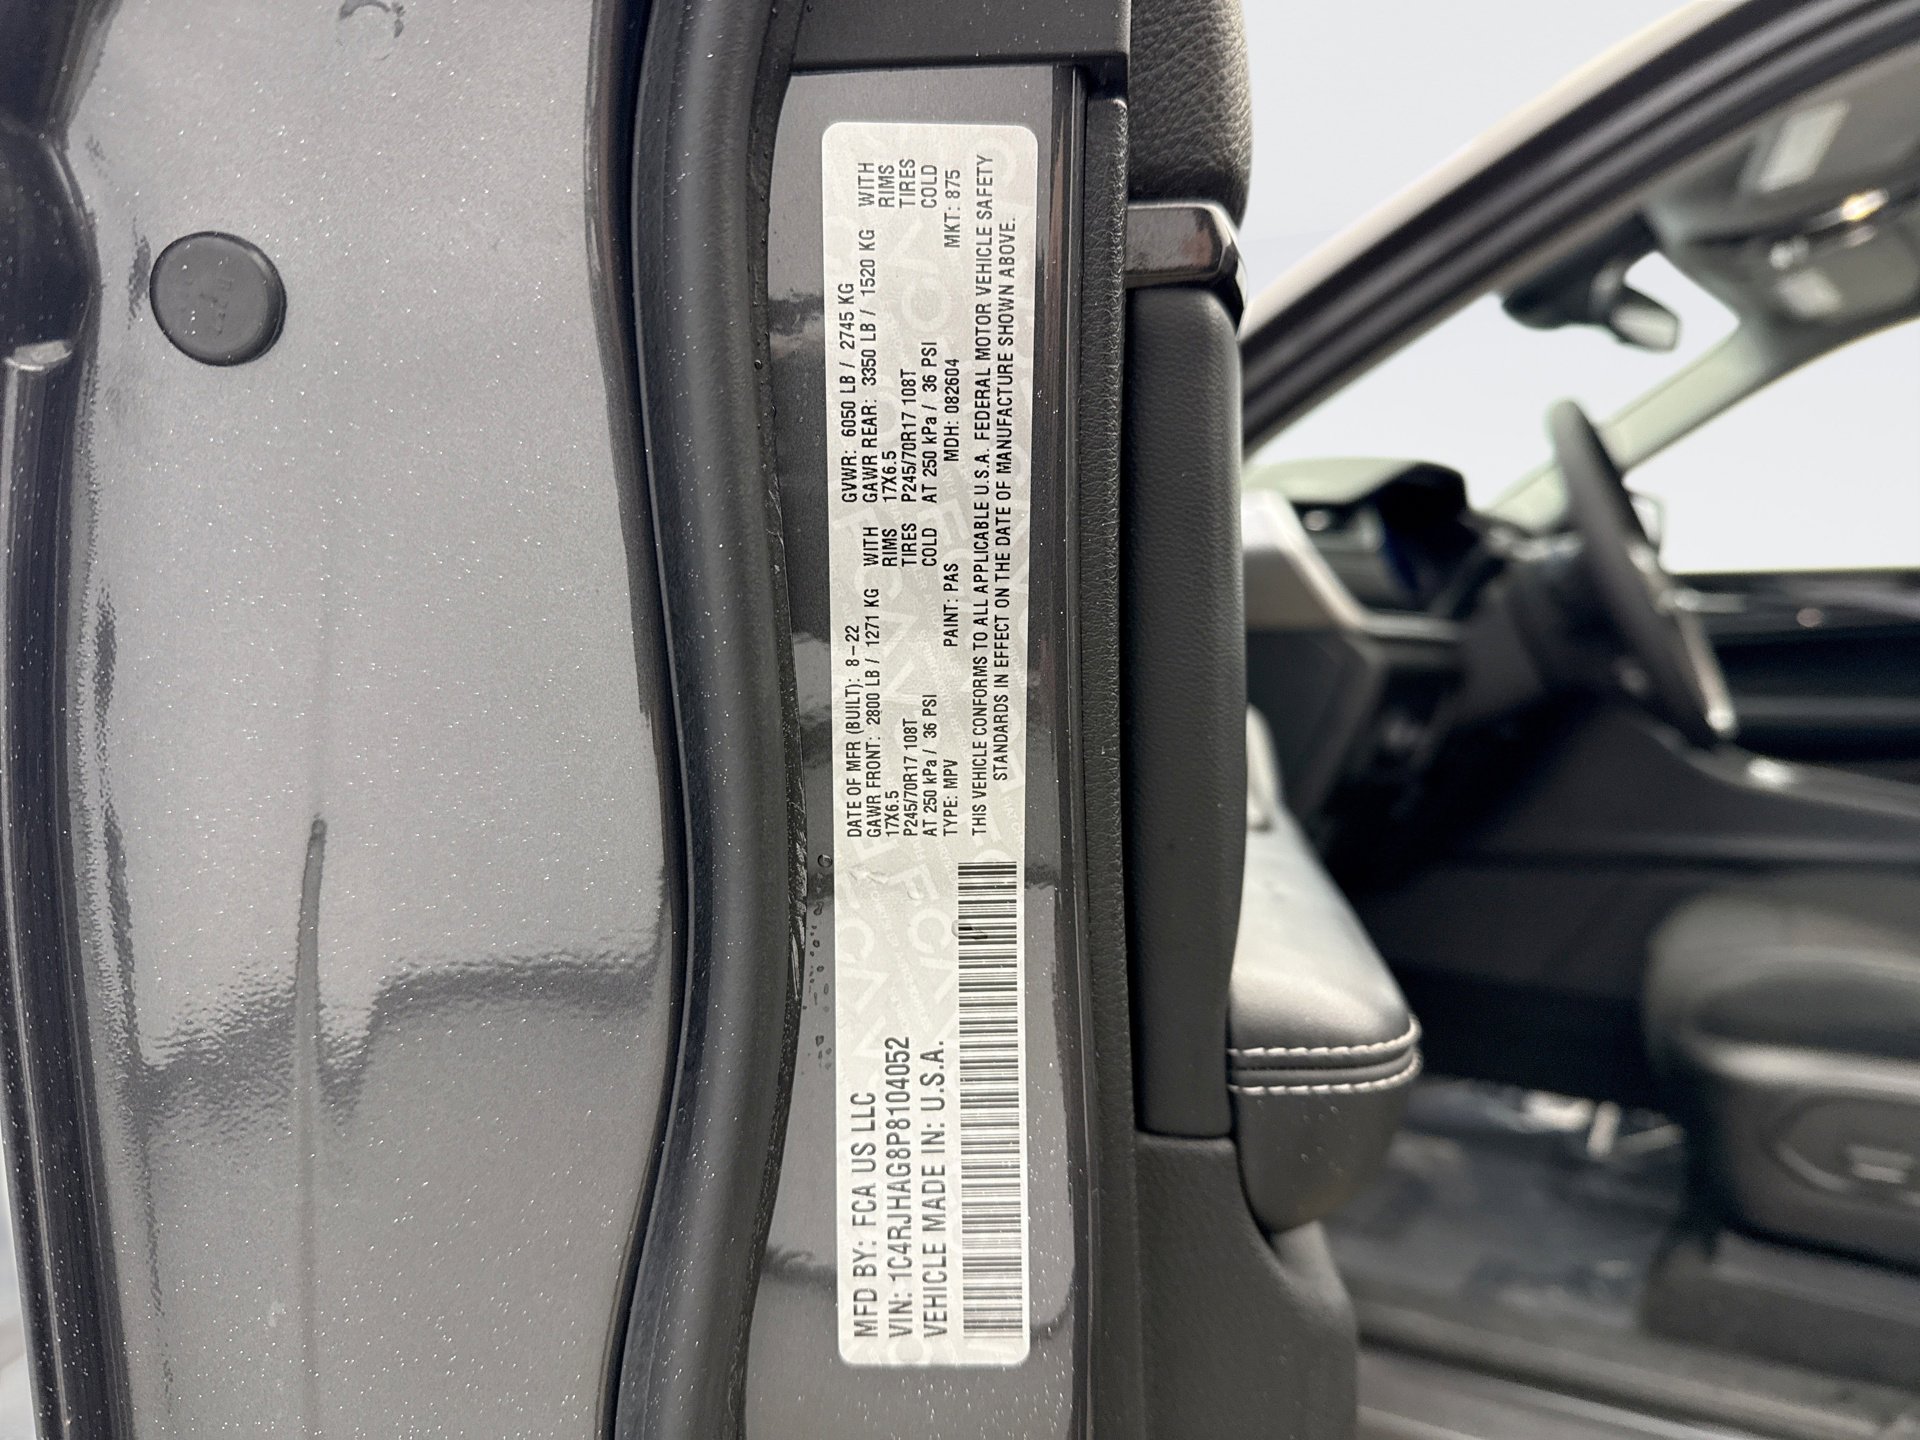 MFD BY: FCA US LLC
VIN: 1C4RJHAG8P8104052
VEHICLE MADE IN: U.S.A.
DATE OF MFR (BUILT): 8-22 GVWR: 6050 LB / 2745 KG
GAWR FRONT: 2800 LB / 1271 KG WITH GAWR REAR: 3350 LB / 1520 KG WITH
17X6.5 RIMS 17X6.5 RIMS
P245/70R17 108T TIRES P245/70R17 108T TIRES
AT 250 kPa / 36 PSI COLD AT 250 kPa / 36 PSI COLD
TYPE: MPV PAINT: PAS MDH: 082604 MKT: 875
THIS VEHICLE CONFORMS TO ALL APPLICABLE U.S.A. FEDERAL MOTOR VEHICLE SAFETY
STANDARDS IN EFFECT ON THE DATE OF MANUFACTURE SHOWN ABOVE.